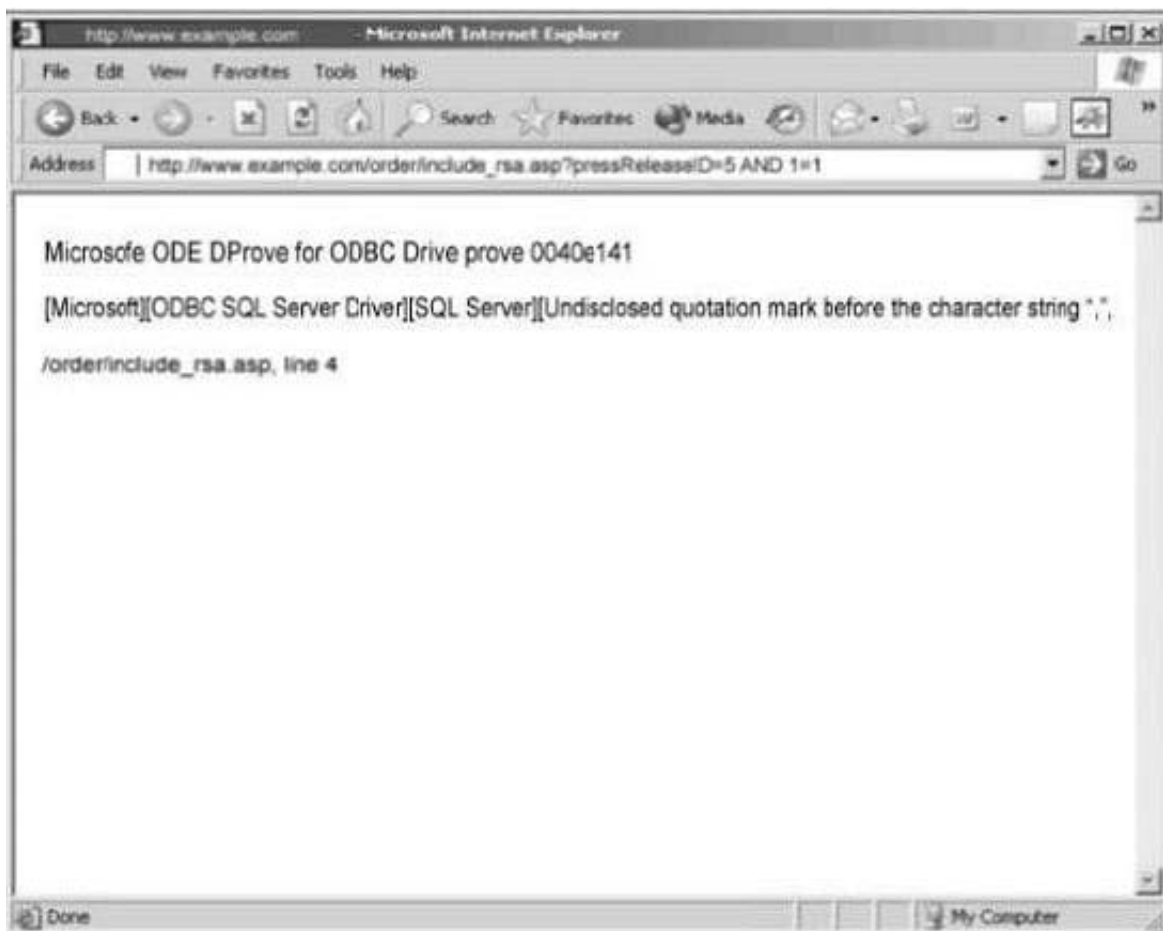 http://www.example.com - Microsoft Internet Explorer
File Edit View Favorites Tools Help
Back Search Favorites Media
Address http://www.example.com/order/include_rsa.asp?pressReleaseID=5 AND 1=1 Go
Microsofe ODE DProve for ODBC Drive prove 0040e141
[Microsoft][ODBC SQL Server Driver][SQL Server][Undisclosed quotation mark before the character string “,”,
/order/include_rsa.asp, line 4
Done My Computer